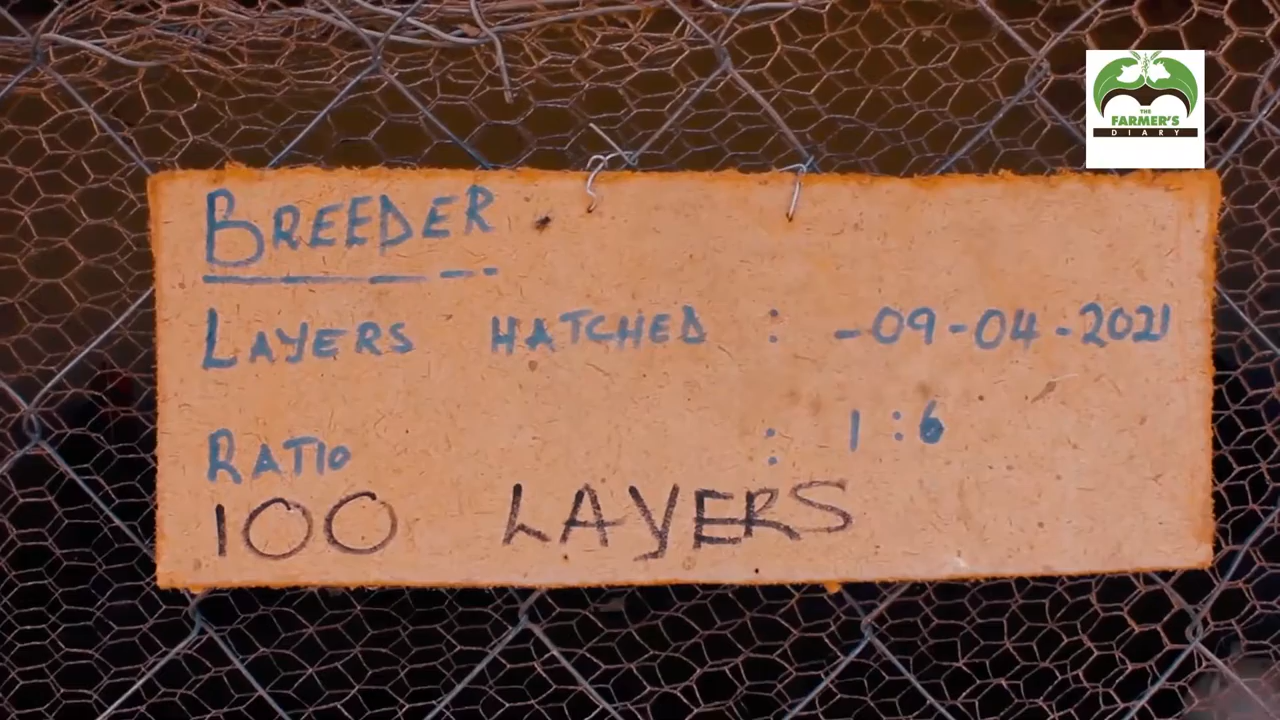 THE
FARMER'S
DIARY
BREEDER
LAYERS HATCHED : -09-04-2021
RATIO : 1:6
100 LAYERS